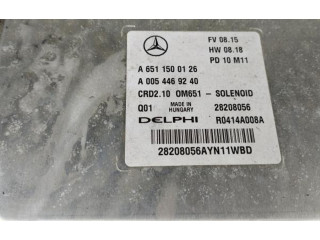 FV 08.15
HW 08.18
PD 10 M11
A 651 150 01 26
A 005 446 92 40
CRD2.10 OM651 - SOLENOID
Q01 MADE IN HUNGARY 28208056
DELPHI R0414A008A
28208056AYN11WBD